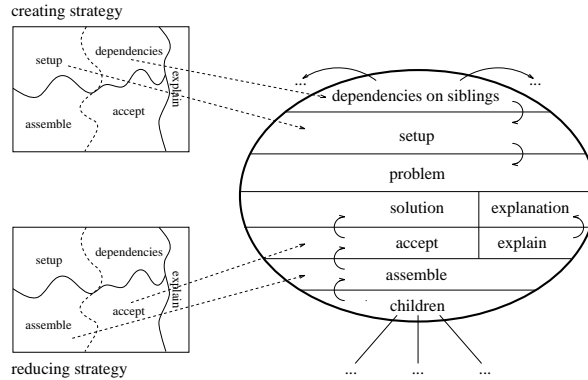 creating strategy
setup
dependencies
explain
assemble
accept
...
...
dependencies on siblings
setup
problem
solution
explanation
accept
explain
assemble
children
...
...
...
setup
dependencies
explain
assemble
accept
reducing strategy